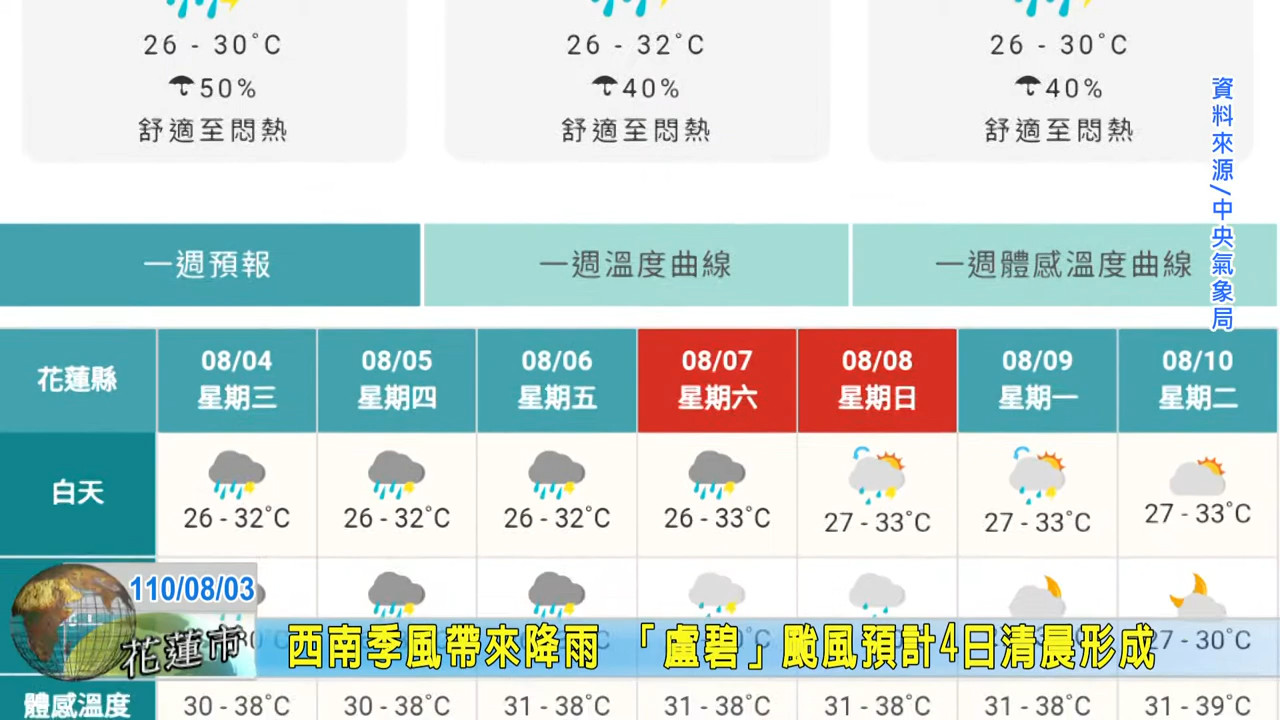 26 - 30°C
26 - 32°C
26 - 30°C
50%
40%
40%
舒適至悶熱
舒適至悶熱
舒適至悶熱
資料來源/中央氣象局
一週預報
一週溫度曲線
一週體感溫度曲線
花蓮縣
08/04
星期三
08/05
星期四
08/06
星期五
08/07
星期六
08/08
星期日
08/09
星期一
08/10
星期二
白天
26 - 32°C
26 - 32°C
26 - 32°C
26 - 33°C
27 - 33°C
27 - 33°C
27 - 33°C
110/08/03
花蓮市
西南季風帶來降雨 「盧碧」颱風預計4日清晨形成
27 - 30°C
體感溫度
30 - 38°C
30 - 38°C
31 - 38°C
31 - 38°C
31 - 38°C
31 - 38°C
31 - 39°C